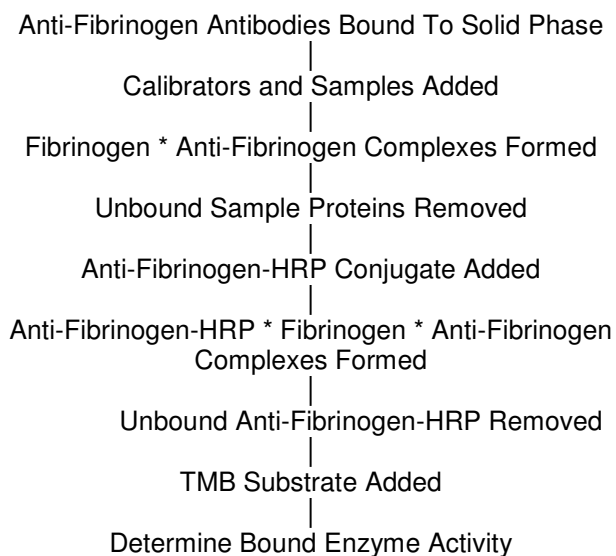 Anti-Fibrinogen Antibodies Bound To Solid Phase
Calibrators and Samples Added
Fibrinogen * Anti-Fibrinogen Complexes Formed
Unbound Sample Proteins Removed
Anti-Fibrinogen-HRP Conjugate Added
Anti-Fibrinogen-HRP * Fibrinogen * Anti-Fibrinogen
Complexes Formed
Unbound Anti-Fibrinogen-HRP Removed
TMB Substrate Added
Determine Bound Enzyme Activity